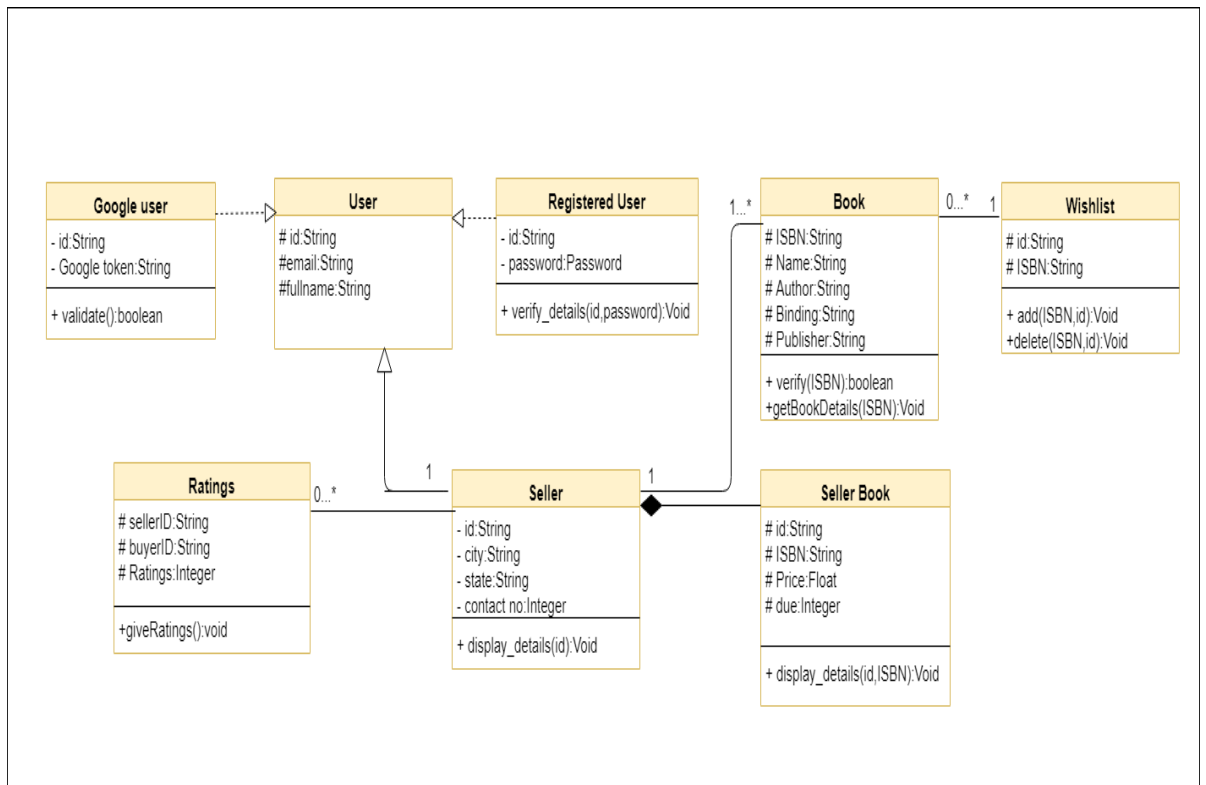 Google user
- id:String
- Google token:String
+ validate():boolean
User
# id:String
#email:String
#fullname:String
Registered User
- id:String
- password:Password
+ verify_details(id,password):Void
1...*
Book
# ISBN:String
# Name:String
# Author:String
# Binding:String
# Publisher:String
+ verify(ISBN):boolean
+getBookDetails(ISBN):Void
0...*
1
Wishlist
# id:String
# ISBN:String
+ add(ISBN,id):Void
+delete(ISBN,id):Void
Ratings
# sellerID:String
# buyerID:String
# Ratings:Integer
+giveRatings():void
0...*
1
Seller
- id:String
- city:String
- state:String
- contact no:Integer
+ display_details(id):Void
1
Seller Book
# id:String
# ISBN:String
# Price:Float
# due:Integer
+ display_details(id,ISBN):Void